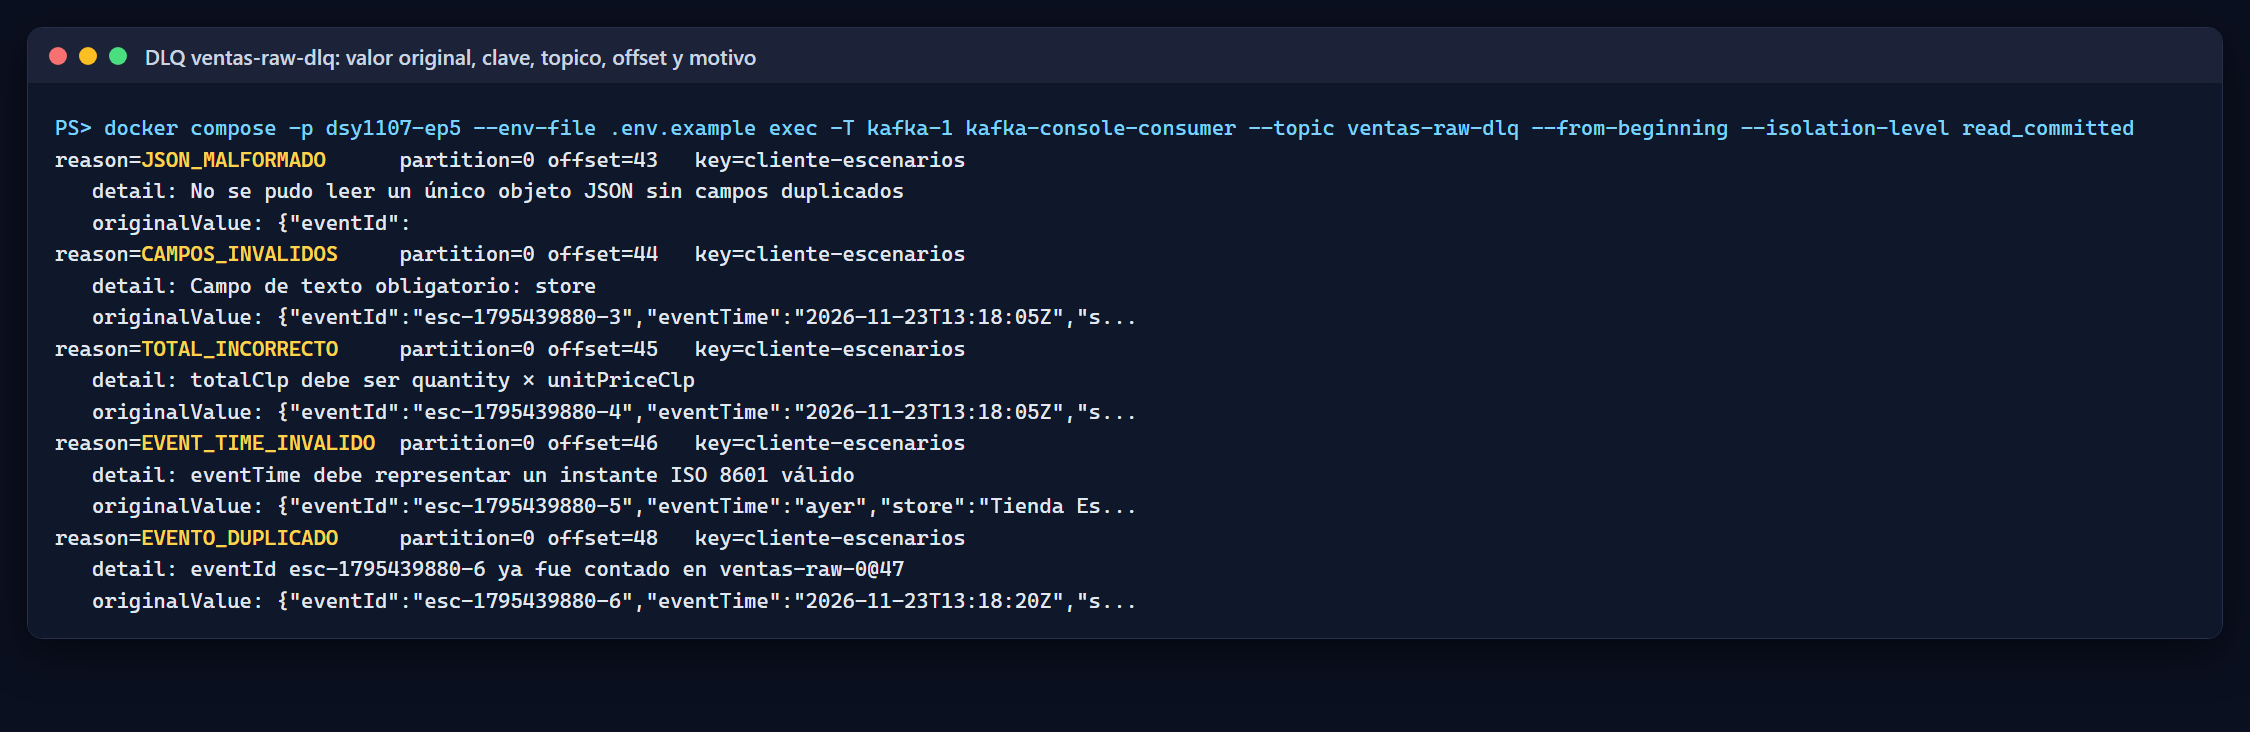 DLQ ventas-raw-dlq: valor original, clave, topico, offset y motivo
PS> docker compose -p dsy1107-ep5 --env-file .env.example exec -T kafka-1 kafka-console-consumer --topic ventas-raw-dlq --from-beginning --isolation-level read_committed
reason=JSON_MALFORMADO      partition=0 offset=43   key=cliente-escenarios
   detail: No se pudo leer un único objeto JSON sin campos duplicados
   originalValue: {"eventId":
reason=CAMPOS_INVALIDOS     partition=0 offset=44   key=cliente-escenarios
   detail: Campo de texto obligatorio: store
   originalValue: {"eventId":"esc-1795439880-3","eventTime":"2026-11-23T13:18:05Z","s...
reason=TOTAL_INCORRECTO     partition=0 offset=45   key=cliente-escenarios
   detail: totalClp debe ser quantity × unitPriceClp
   originalValue: {"eventId":"esc-1795439880-4","eventTime":"2026-11-23T13:18:05Z","s...
reason=EVENT_TIME_INVALIDO  partition=0 offset=46   key=cliente-escenarios
   detail: eventTime debe representar un instante ISO 8601 válido
   originalValue: {"eventId":"esc-1795439880-5","eventTime":"ayer","store":"Tienda Es...
reason=EVENTO_DUPLICADO     partition=0 offset=48   key=cliente-escenarios
   detail: eventId esc-1795439880-6 ya fue contado en ventas-raw-0@47
   originalValue: {"eventId":"esc-1795439880-6","eventTime":"2026-11-23T13:18:20Z","s...